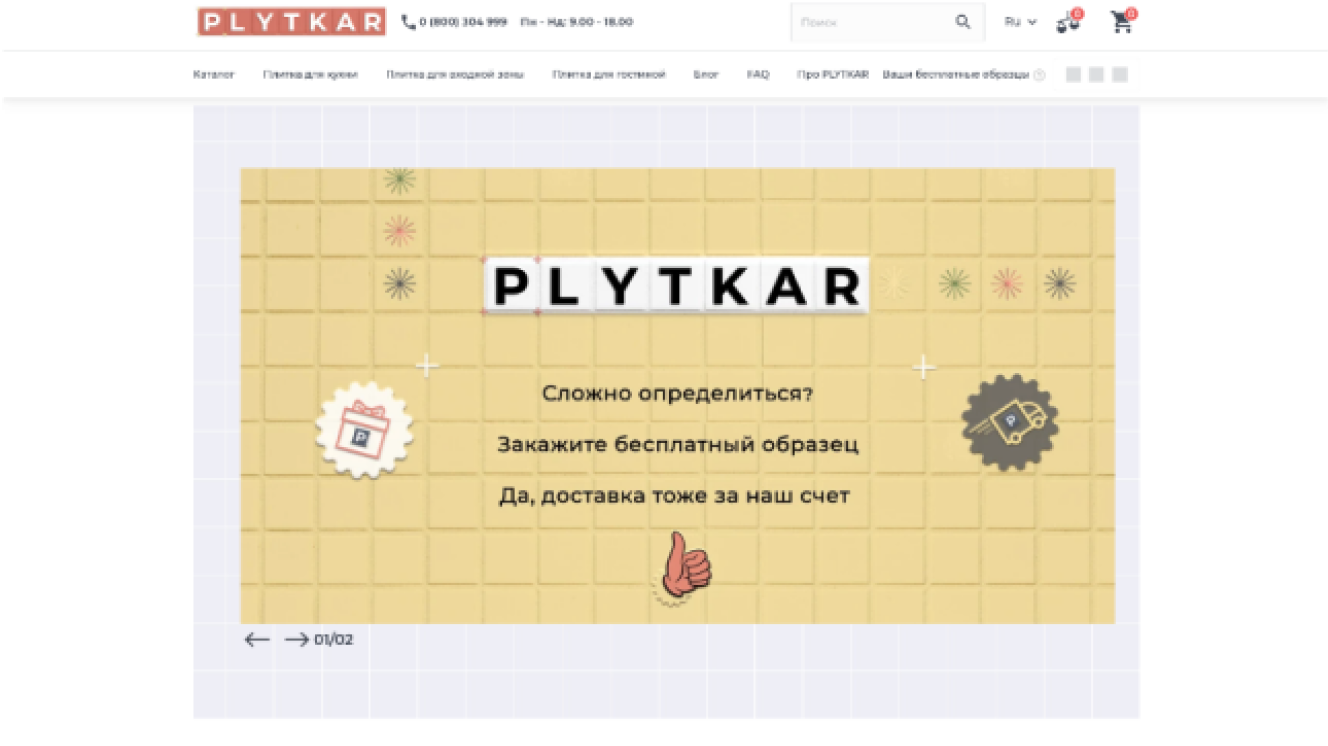 PLYTKAR
0 (800) 304 999 Пн - Нд: 9.00 - 18.00
Поиск
Ru
0
0
Каталог Плитка для кухни Плитка для входной зоны Плитка для гостиной Блог FAQ Про PLYTKAR Ваши бесплатные образцы ?
PLYTKAR
Сложно определиться?
Закажите бесплатный образец
Да, доставка тоже за наш счет
P
P
01/02